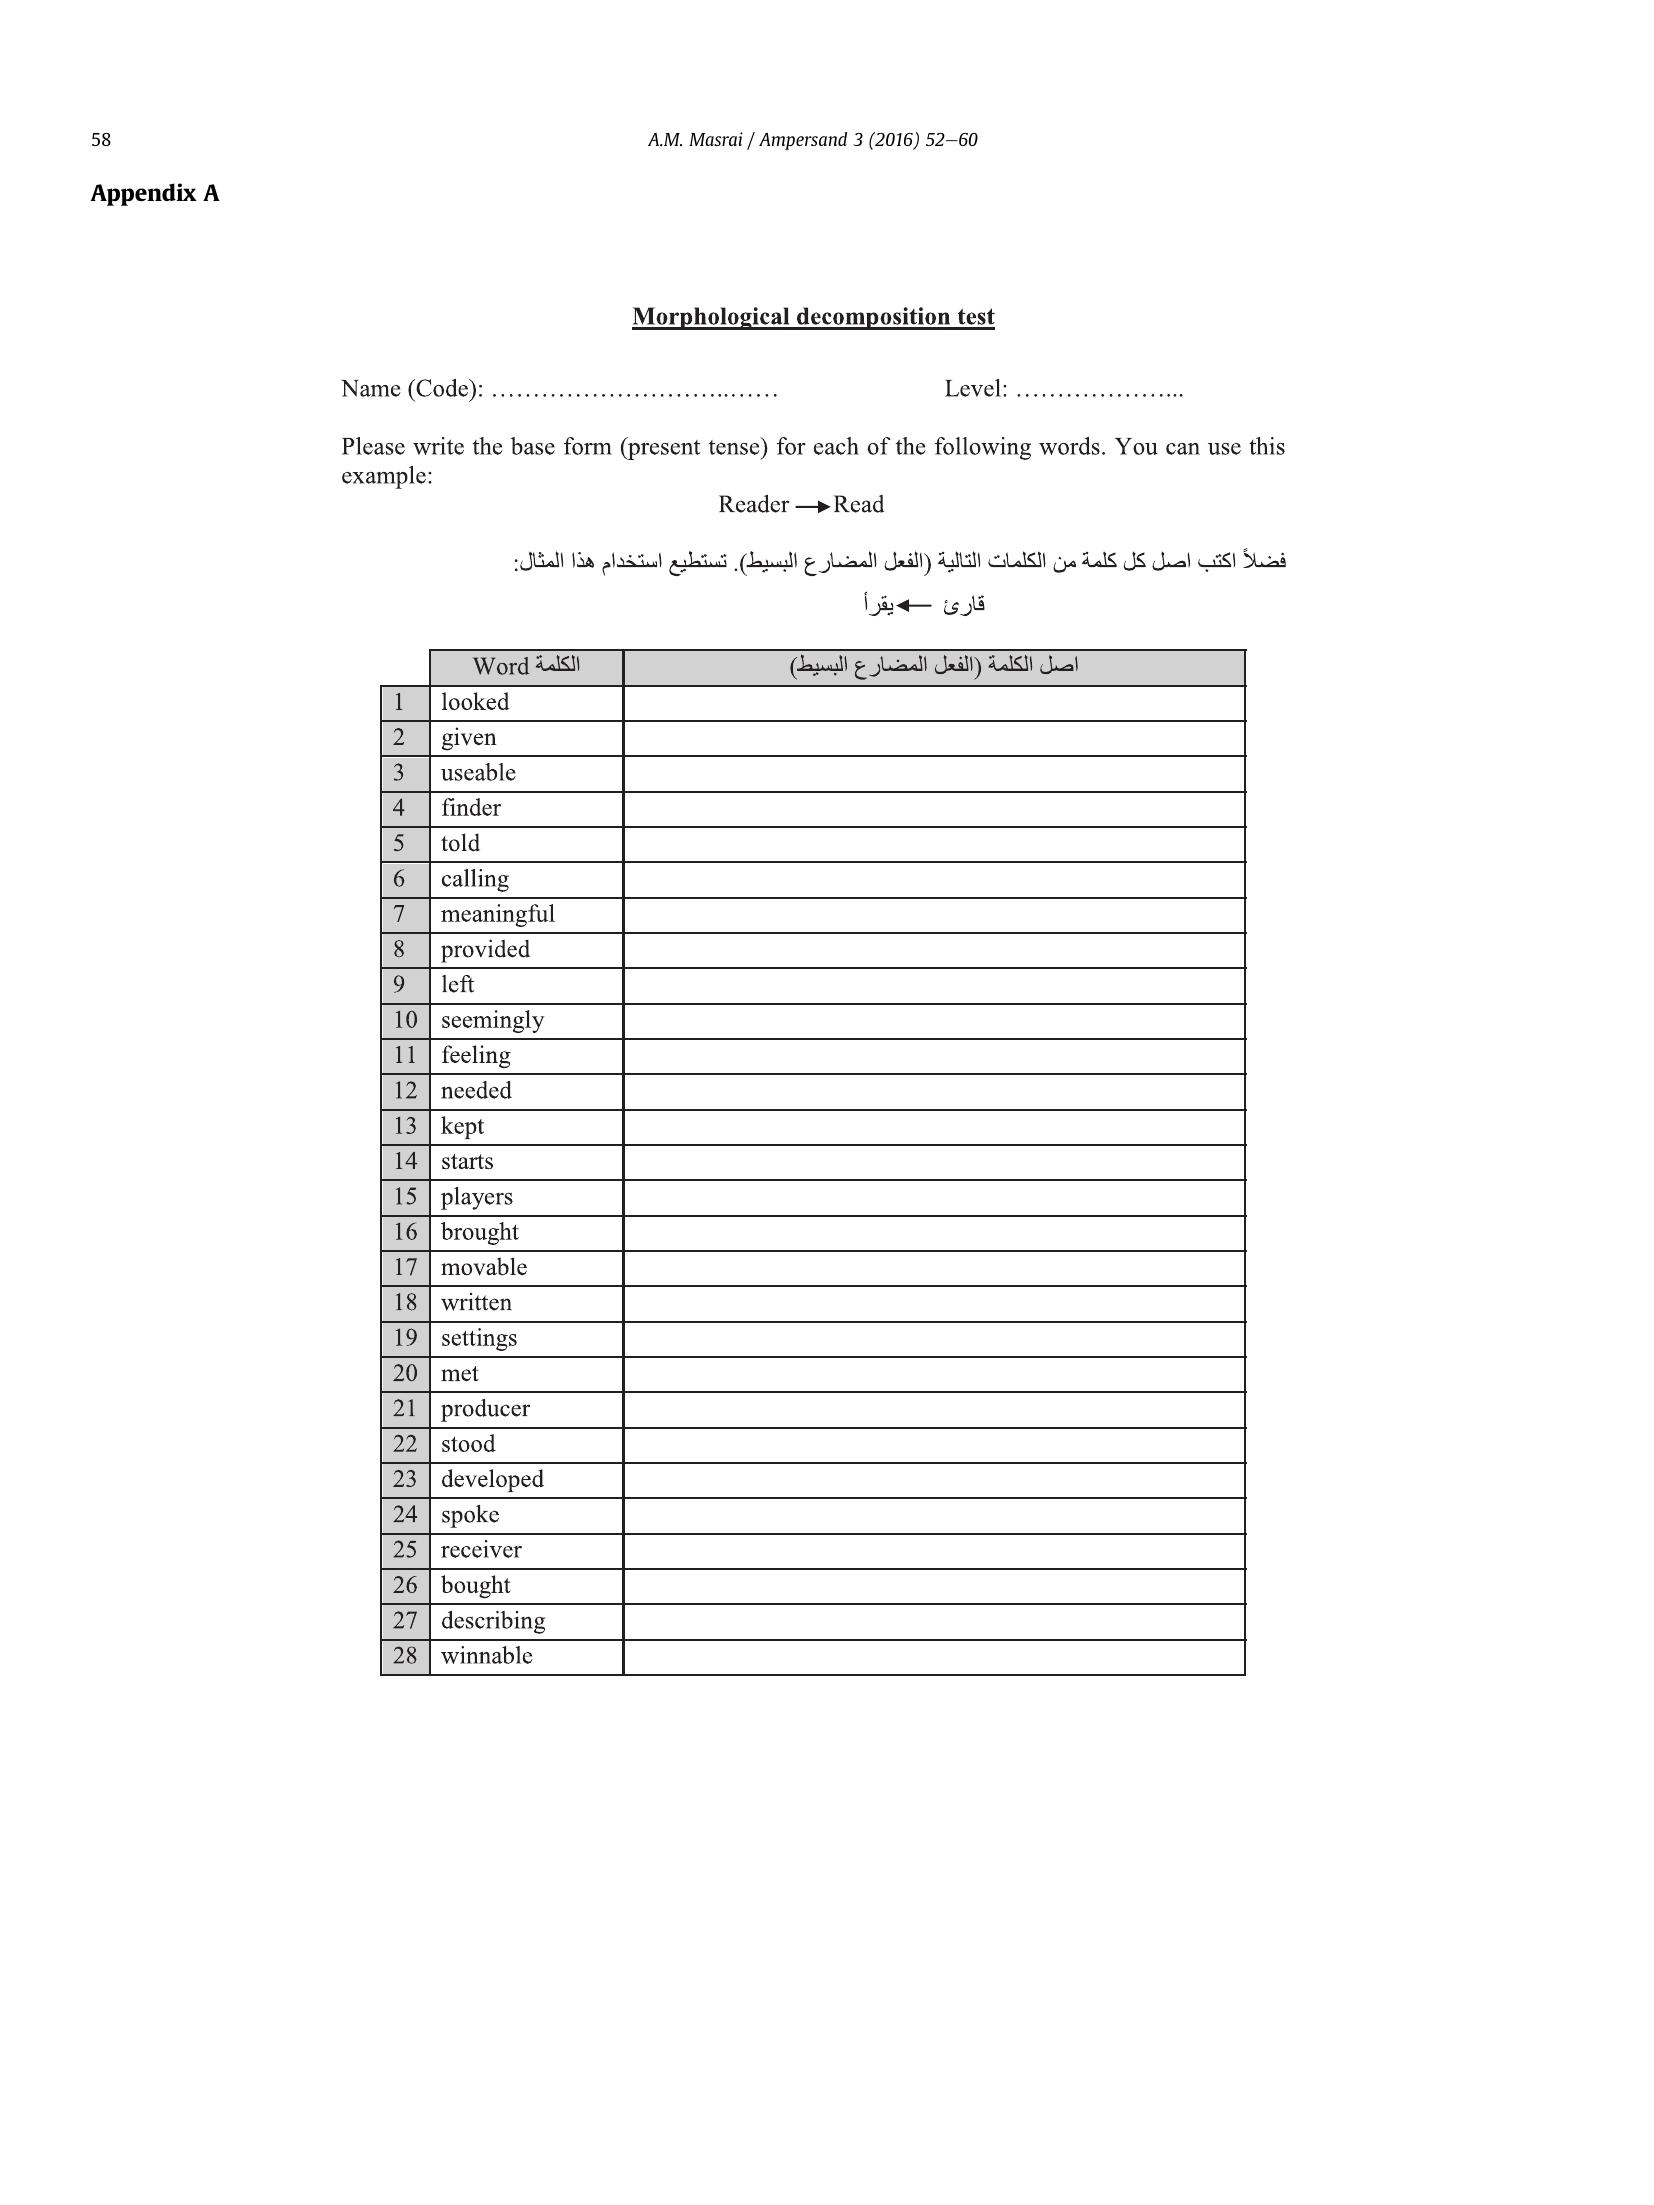 58
A.M. Masrai / Ampersand 3 (2016) 52–60
Appendix A
Morphological decomposition test
Name (Code): ………………………..…… Level: ………………...
Please write the base form (present tense) for each of the following words. You can use this
example:
Reader → Read
فضلاً اكتب اصل كل كلمة من الكلمات التالية (الفعل المضارع البسيط). تستطيع استخدام هذا المثال:
قارئ ← يقرأ
Word الكلمة اصل الكلمة (الفعل المضارع البسيط)
1 looked
2 given
3 useable
4 finder
5 told
6 calling
7 meaningful
8 provided
9 left
10 seemingly
11 feeling
12 needed
13 kept
14 starts
15 players
16 brought
17 movable
18 written
19 settings
20 met
21 producer
22 stood
23 developed
24 spoke
25 receiver
26 bought
27 describing
28 winnable